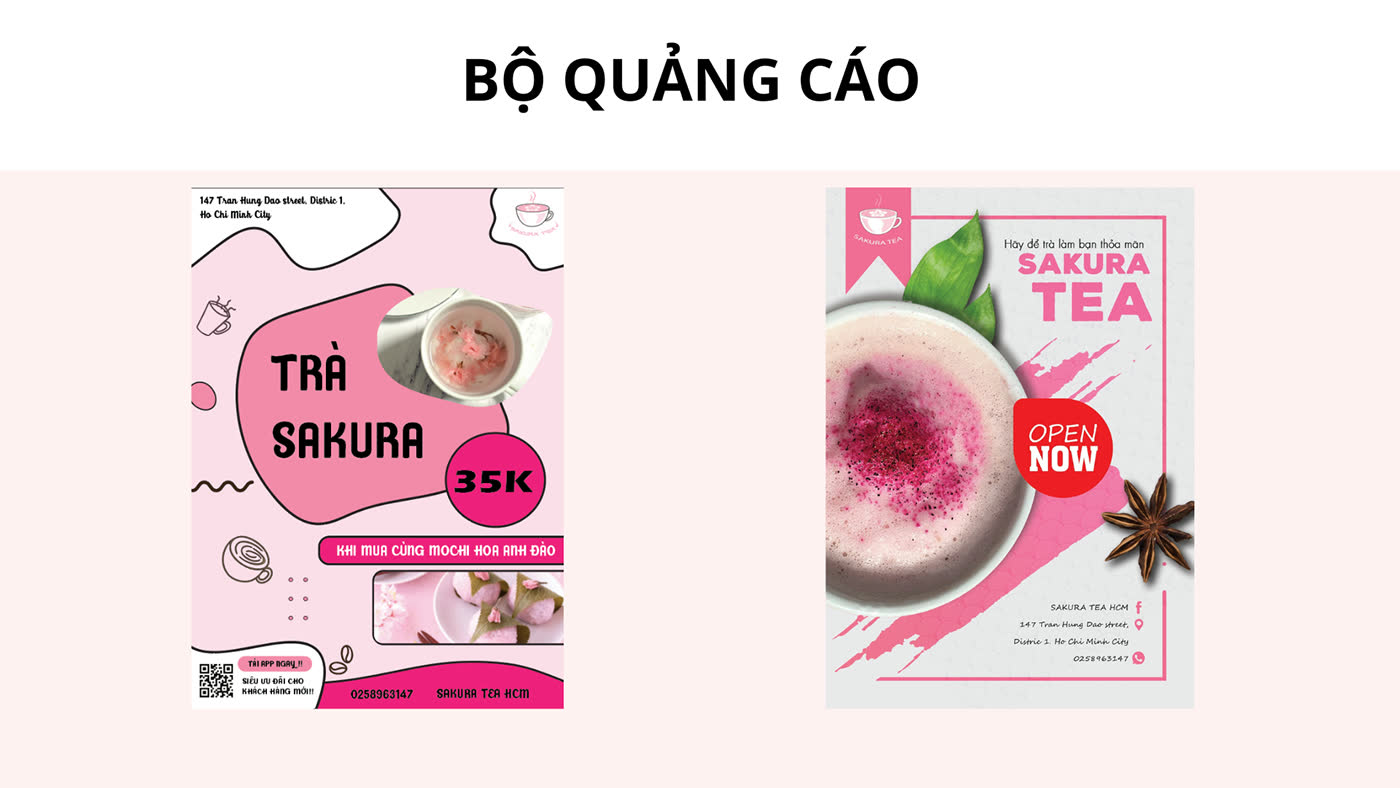 BỘ QUẢNG CÁO
147 Tran Hung Dao street, Distric 1,
Ho Chi Minh City
SAKURA TEA
TRÀ
SAKURA
35K
KHI MUA CÙNG MOCHI HOA ANH ĐÀO
TẢI APP NGAY_!!
SIÊU ƯU ĐÃI CHO
KHÁCH HÀNG MỚI!!
0258963147 SAKURA TEA HCM
SAKURA TEA
Hãy để trà làm bạn thỏa mãn
SAKURA
TEA
OPEN
NOW
SAKURA TEA HCM
147 Tran Hung Dao street,
Distric 1. Ho Chi Minh City
0258963147